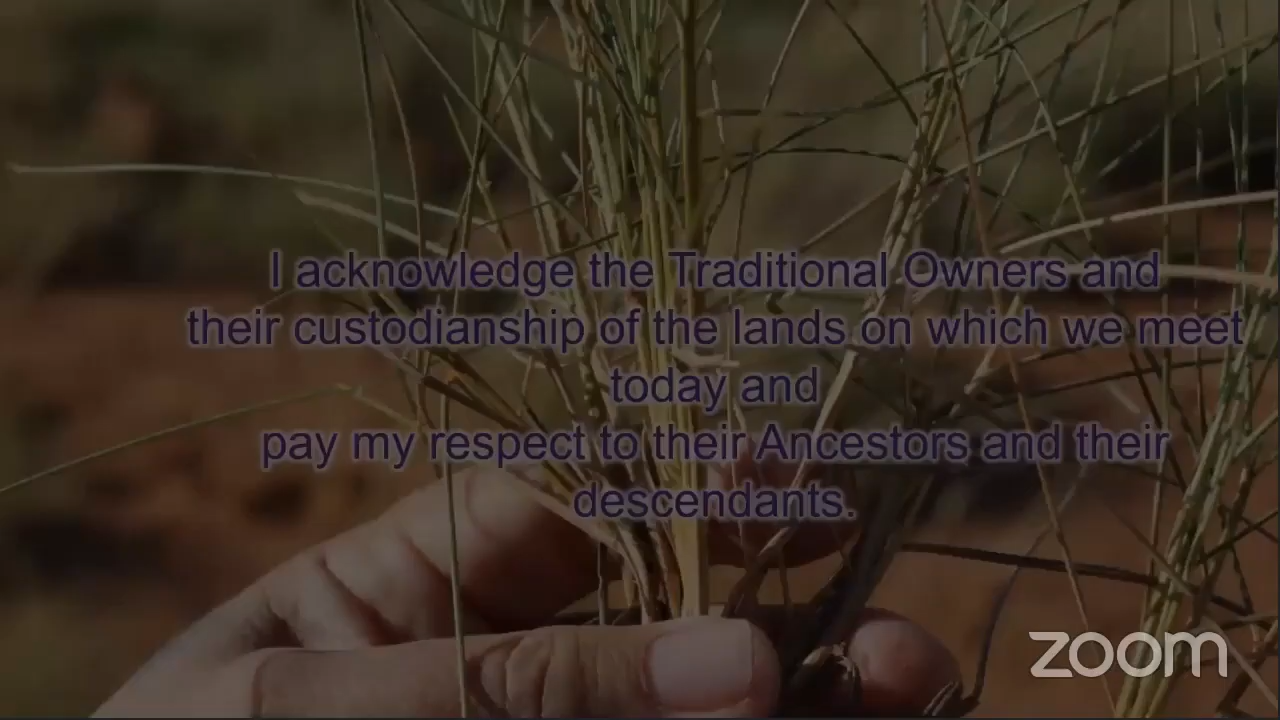 I acknowledge the Traditional Owners and
their custodianship of the lands on which we meet
today and
pay my respect to their Ancestors and their
descendants.
zoom